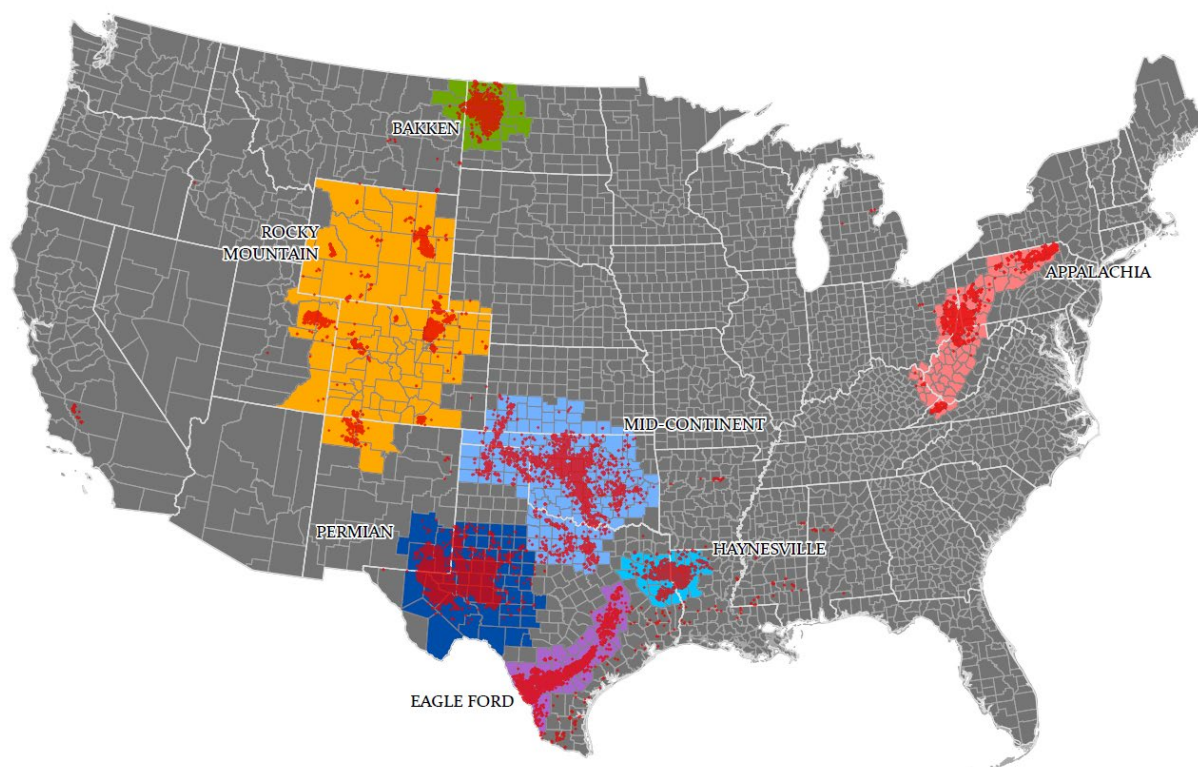 BAKKEN
ROCKY
MOUNTAIN
APPALACHIA
MID-CONTINENT
PERMIAN
HAYNESVILLE
EAGLE FORD